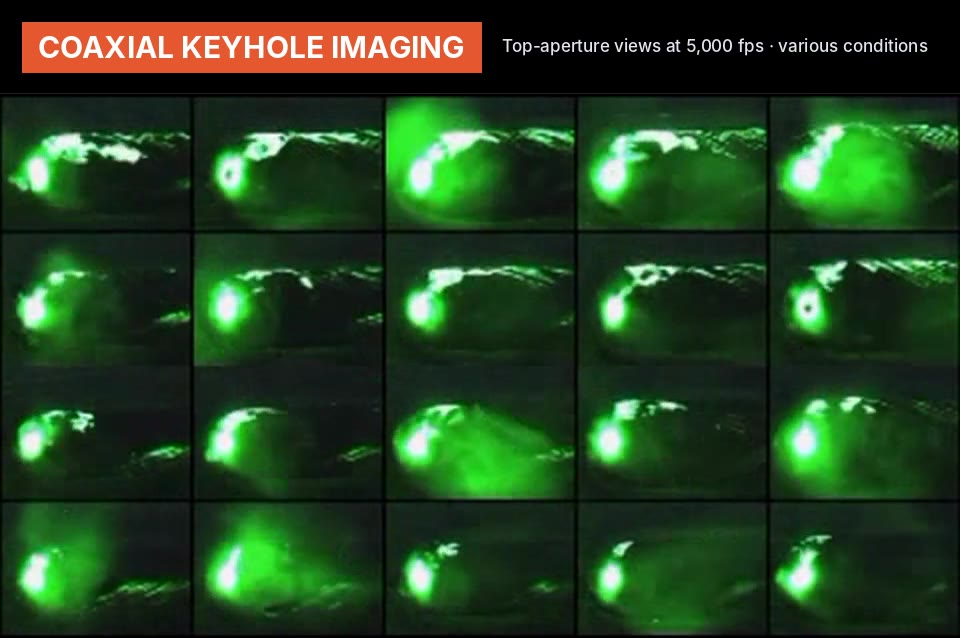 COAXIAL KEYHOLE IMAGING
Top-aperture views at 5,000 fps · various conditions